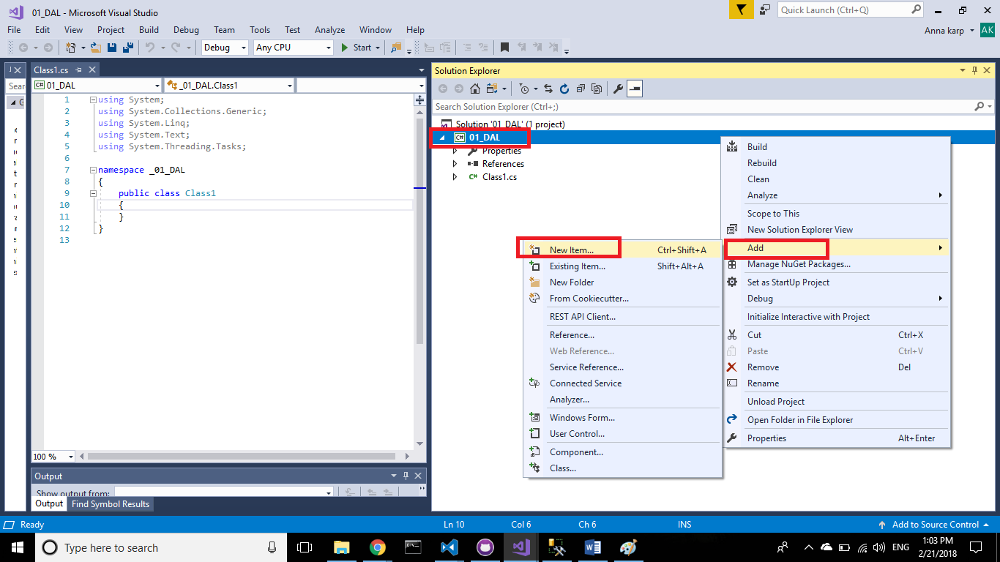 01_DAL - Microsoft Visual Studio
Quick Launch (Ctrl+Q)
File Edit View Project Build Debug Team Tools Test Analyze Window Help
Anna karp AK
Debug Any CPU Start
Class1.cs
01_DAL _01_DAL.Class1
1 using System;
2 using System.Collections.Generic;
3 using System.Linq;
4 using System.Text;
5 using System.Threading.Tasks;
6
7 namespace _01_DAL
8 {
9 public class Class1
10 {
11 }
12 }
13
100 %
Output
Show output from:
Output Find Symbol Results
Solution Explorer
Search Solution Explorer (Ctrl+;)
Solution '01_DAL' (1 project)
C# 01_DAL
Properties
References
C# Class1.cs
Build
Rebuild
Clean
Analyze
Scope to This
New Solution Explorer View
Add
Manage NuGet Packages...
Set as StartUp Project
Debug
Initialize Interactive with Project
Cut Ctrl+X
Paste Ctrl+V
Remove Del
Rename
Unload Project
Open Folder in File Explorer
Properties Alt+Enter
New Item... Ctrl+Shift+A
Existing Item... Shift+Alt+A
New Folder
From Cookiecutter...
REST API Client...
Reference...
Web Reference...
Service Reference...
Connected Service
Analyzer...
Windows Form...
User Control...
Component...
Class...
Ready Ln 10 Col 6 Ch 6 INS Add to Source Control
Type here to search
ENG
1:03 PM
2/21/2018